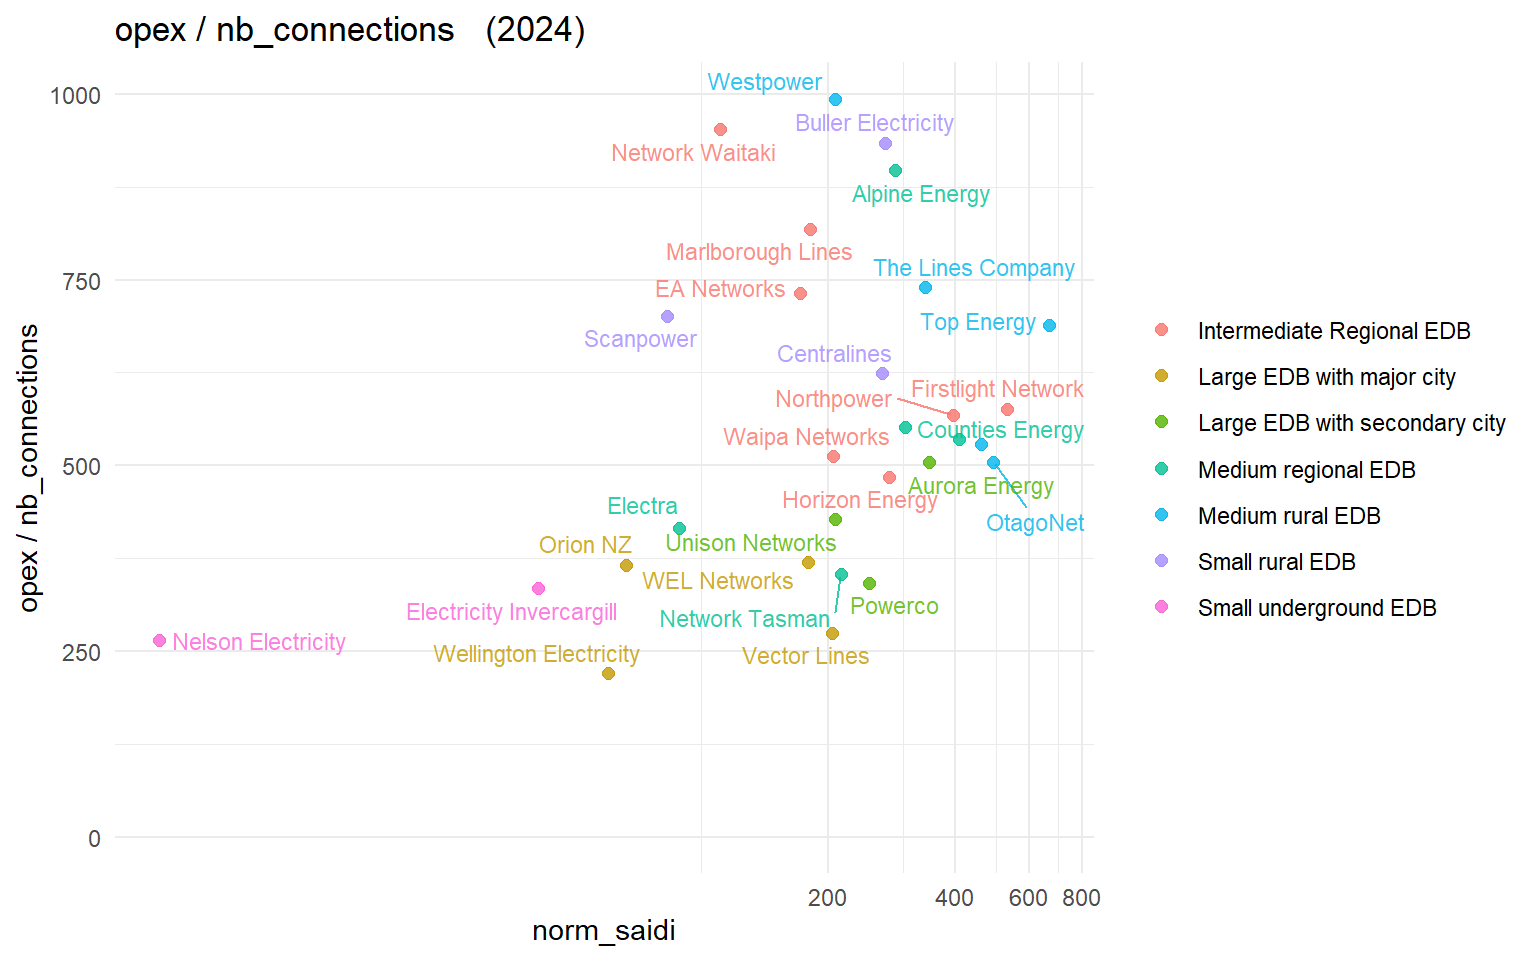 opex / nb_connections (2024)
opex / nb_connections
1000
750
500
250
0
Westpower
Buller Electricity
Network Waitaki
Alpine Energy
Marlborough Lines
The Lines Company
EA Networks
Top Energy
Scanpower
Centralines
Firstlight Network
Northpower
Counties Energy
Waipa Networks
Aurora Energy
Horizon Energy
Electra
OtagoNet
Unison Networks
Orion NZ
WEL Networks
Powerco
Electricity Invercargill
Network Tasman
Nelson Electricity
Wellington Electricity
Vector Lines
200
400
600
800
norm_saidi
Intermediate Regional EDB
Large EDB with major city
Large EDB with secondary city
Medium regional EDB
Medium rural EDB
Small rural EDB
Small underground EDB